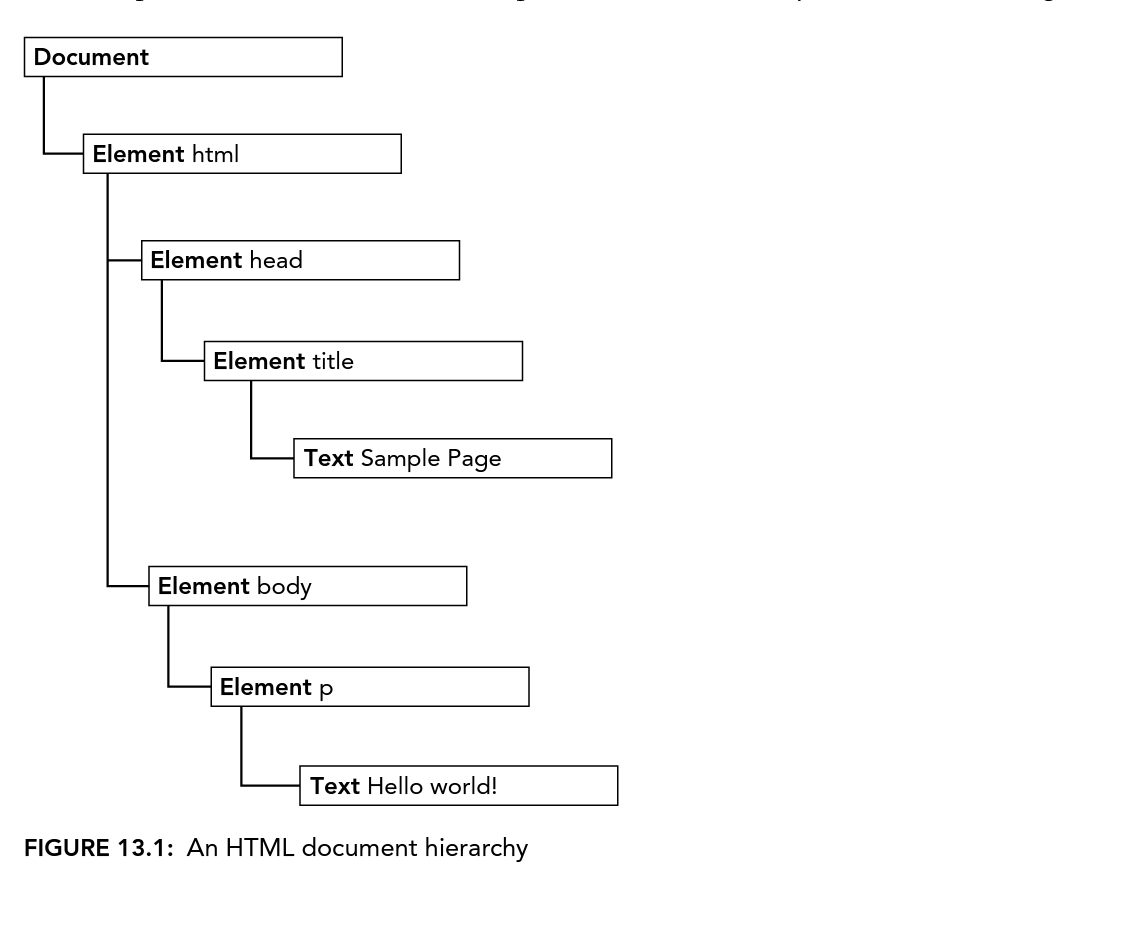 Document
Element html
Element head
Element title
Text Sample Page
Element body
Element p
Text Hello world!
FIGURE 13.1: An HTML document hierarchy